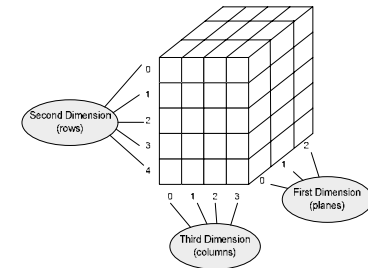 0
1
2
3
4
Second Dimension
(rows)
0 1 2 3
0
1
2
First Dimension
(planes)
Third Dimension
(columns)